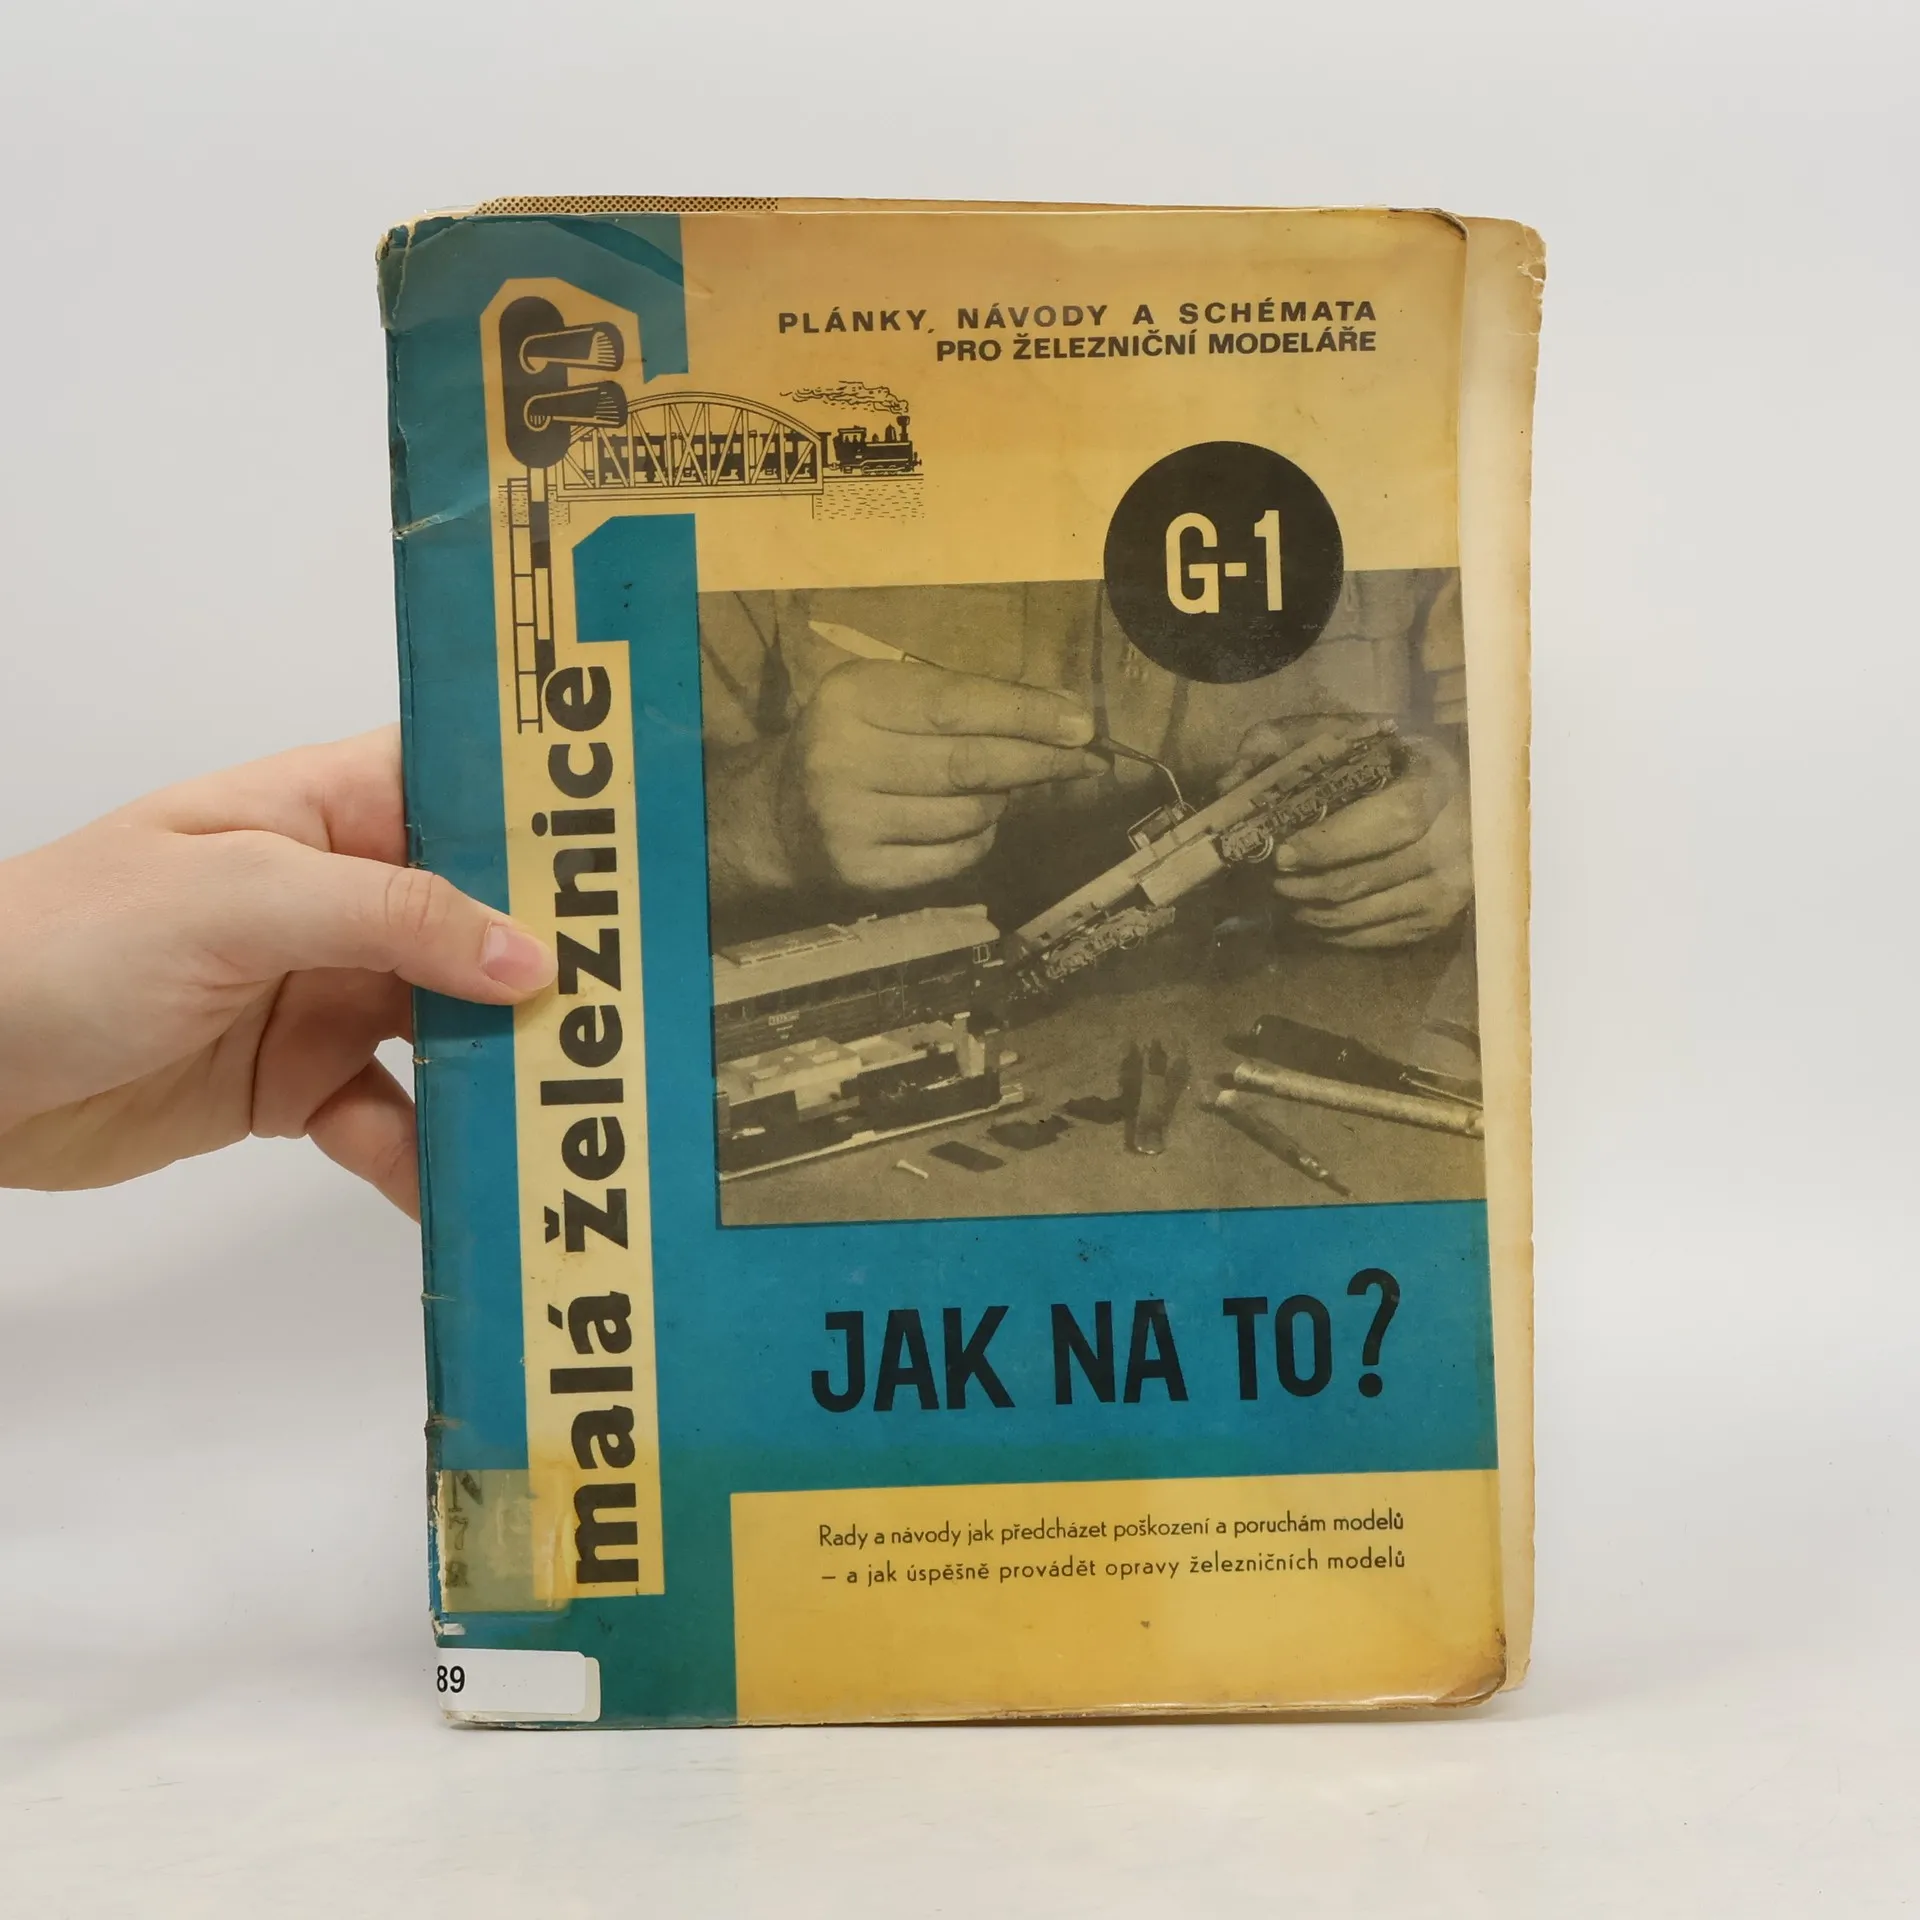 PLÁNKY, NÁVODY A SCHÉMATA
PRO ŽELEZNIČNÍ MODELÁŘE
G-1
malá železnice
JAK NA TO?
Rady a návody jak předcházet poškození a poruchám modelů
– a jak úspěšně provádět opravy železničních modelů
89